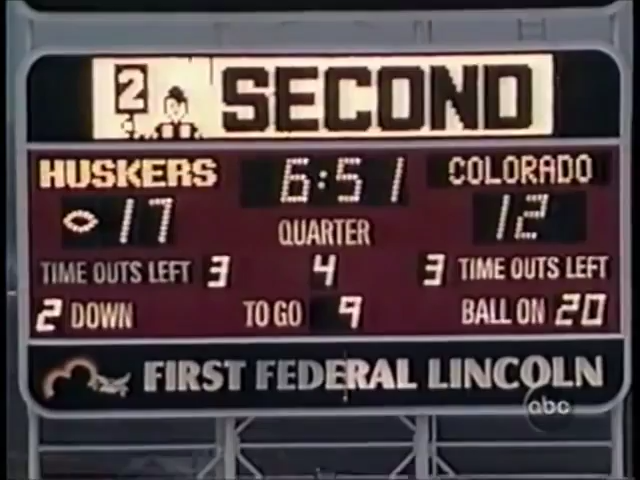 2 SECOND
HUSKERS 6:51 COLORADO
17 QUARTER 12
TIME OUTS LEFT 3 4 3 TIME OUTS LEFT
2 DOWN TO GO 9 BALL ON 20
FIRST FEDERAL LINCOLN
abc